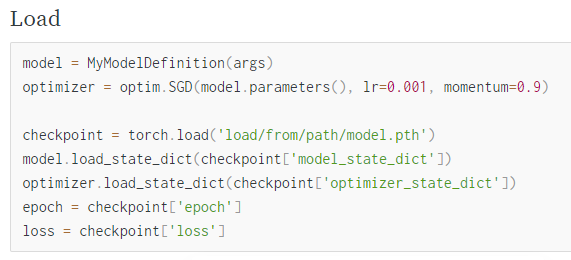 Load
model = MyModelDefinition(args)
optimizer = optim.SGD(model.parameters(), lr=0.001, momentum=0.9)
checkpoint = torch.load('load/from/path/model.pth')
model.load_state_dict(checkpoint['model_state_dict'])
optimizer.load_state_dict(checkpoint['optimizer_state_dict'])
epoch = checkpoint['epoch']
loss = checkpoint['loss']